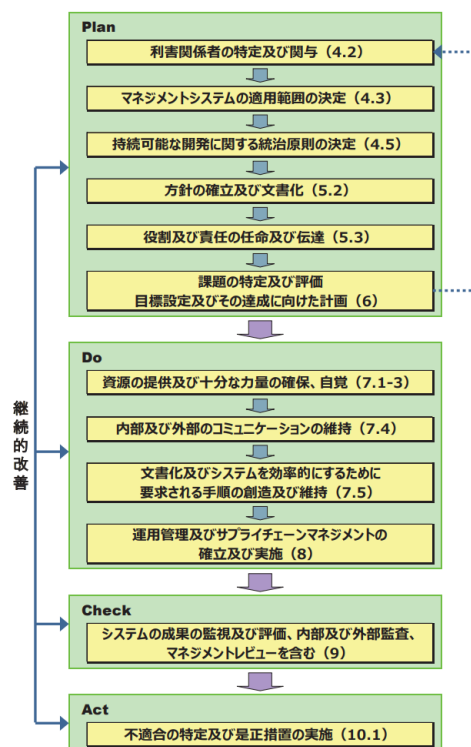 Plan
利害関係者の特定及び関与（4.2）
マネジメントシステムの適用範囲の決定（4.3）
持続可能な開発に関する統治原則の決定（4.5）
方針の確立及び文書化（5.2）
役割及び責任の任命及び伝達（5.3）
課題の特定及び評価
目標設定及びその達成に向けた計画（6）
Do
資源の提供及び十分な力量の確保、自覚（7.1-3）
内部及び外部のコミュニケーションの維持（7.4）
文書化及びシステムを効率的にするために
要求される手順の創造及び維持（7.5）
運用管理及びサプライチェーンマネジメントの
確立及び実施（8）
Check
システムの成果の監視及び評価、内部及び外部監査、
マネジメントレビューを含む（9）
Act
不適合の特定及び是正措置の実施（10.1）
継続的改善